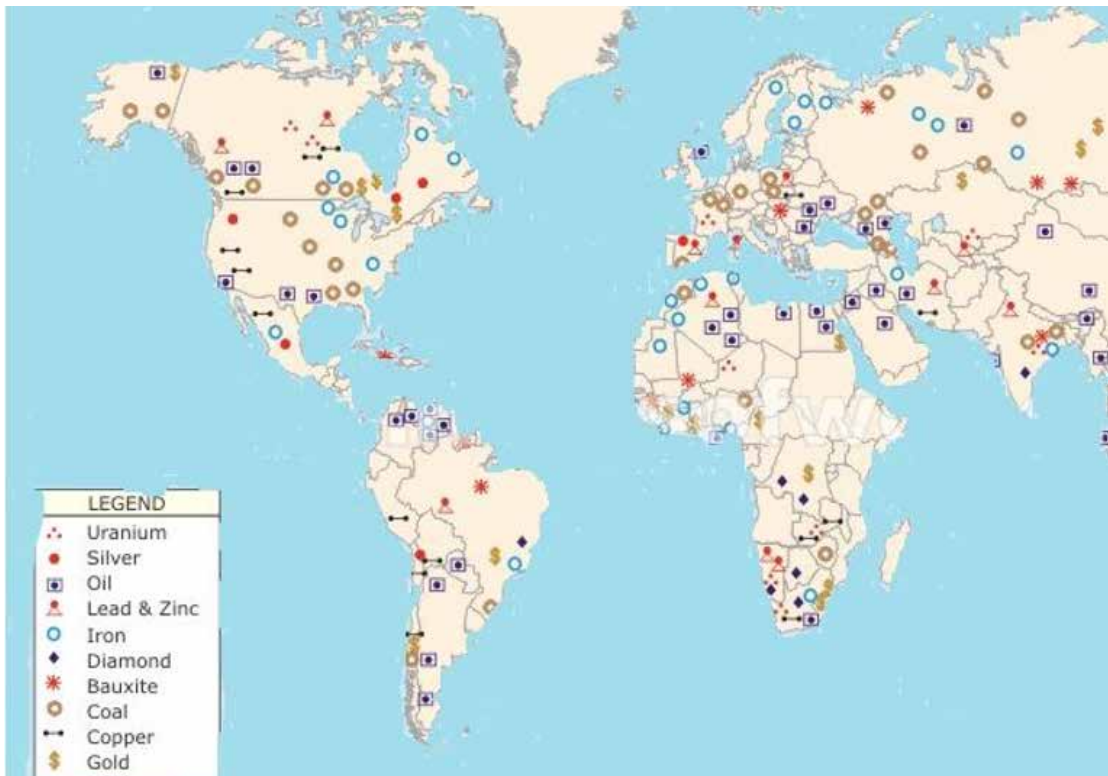 LEGEND
Uranium
Silver
Oil
Lead & Zinc
Iron
Diamond
Bauxite
Coal
Copper
Gold